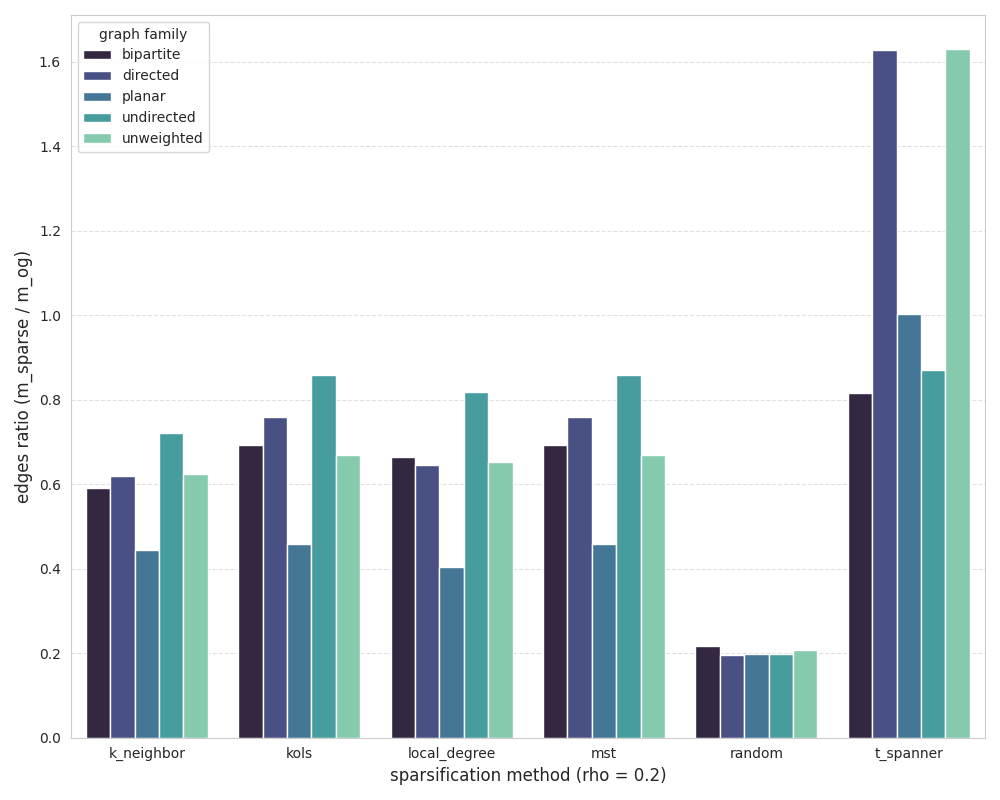 graph family
bipartite
directed
planar
undirected
unweighted
edges ratio (m_sparse / m_og)
1.6
1.4
1.2
1.0
0.8
0.6
0.4
0.2
0.0
k_neighbor kols local_degree mst random t_spanner
sparsification method (rho = 0.2)